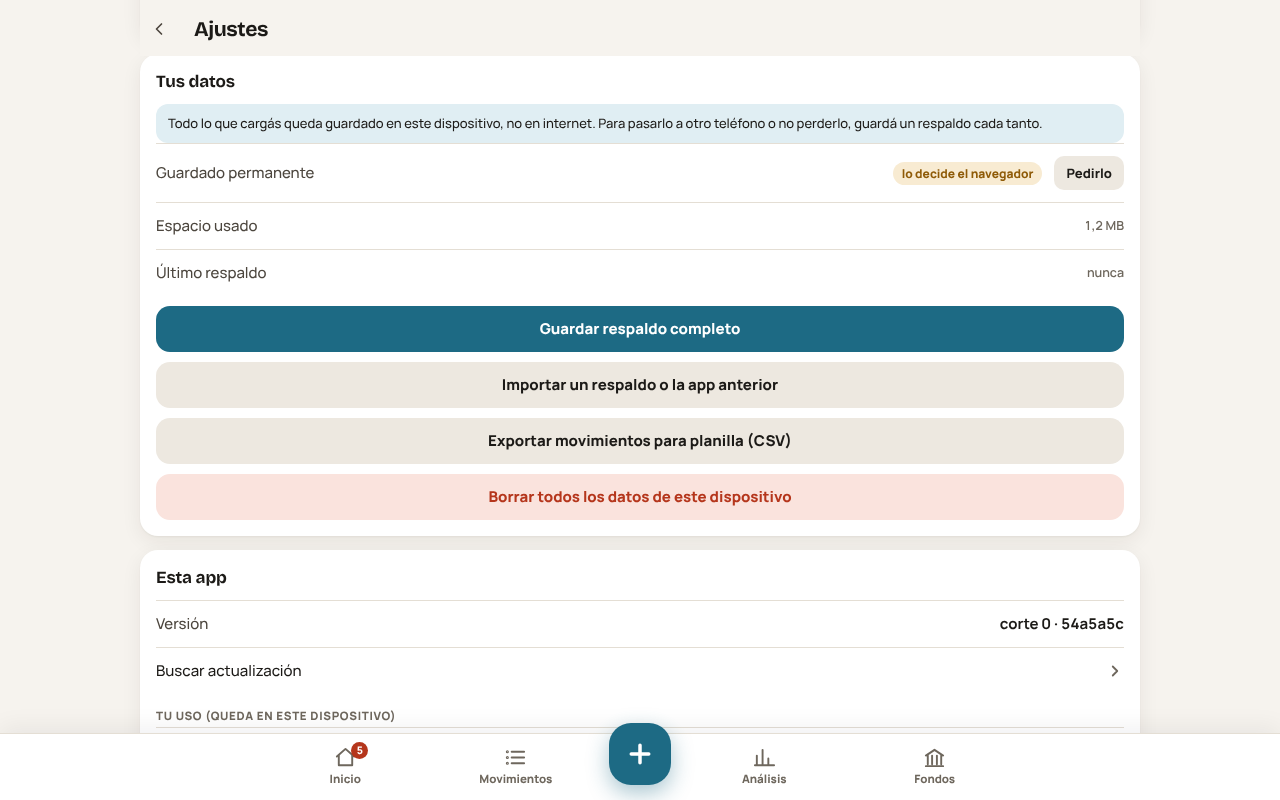 Ajustes
Tus datos
Todo lo que cargás queda guardado en este dispositivo, no en internet. Para pasarlo a otro teléfono o no perderlo, guardá un respaldo cada tanto.
Guardado permanente
lo decide el navegador
Pedirlo
Espacio usado
1,2 MB
Último respaldo
nunca
Guardar respaldo completo
Importar un respaldo o la app anterior
Exportar movimientos para planilla (CSV)
Borrar todos los datos de este dispositivo
Esta app
Versión
corte 0 · 54a5a5c
Buscar actualización
TU USO (QUEDA EN ESTE DISPOSITIVO)
5
Inicio
Movimientos
Análisis
Fondos